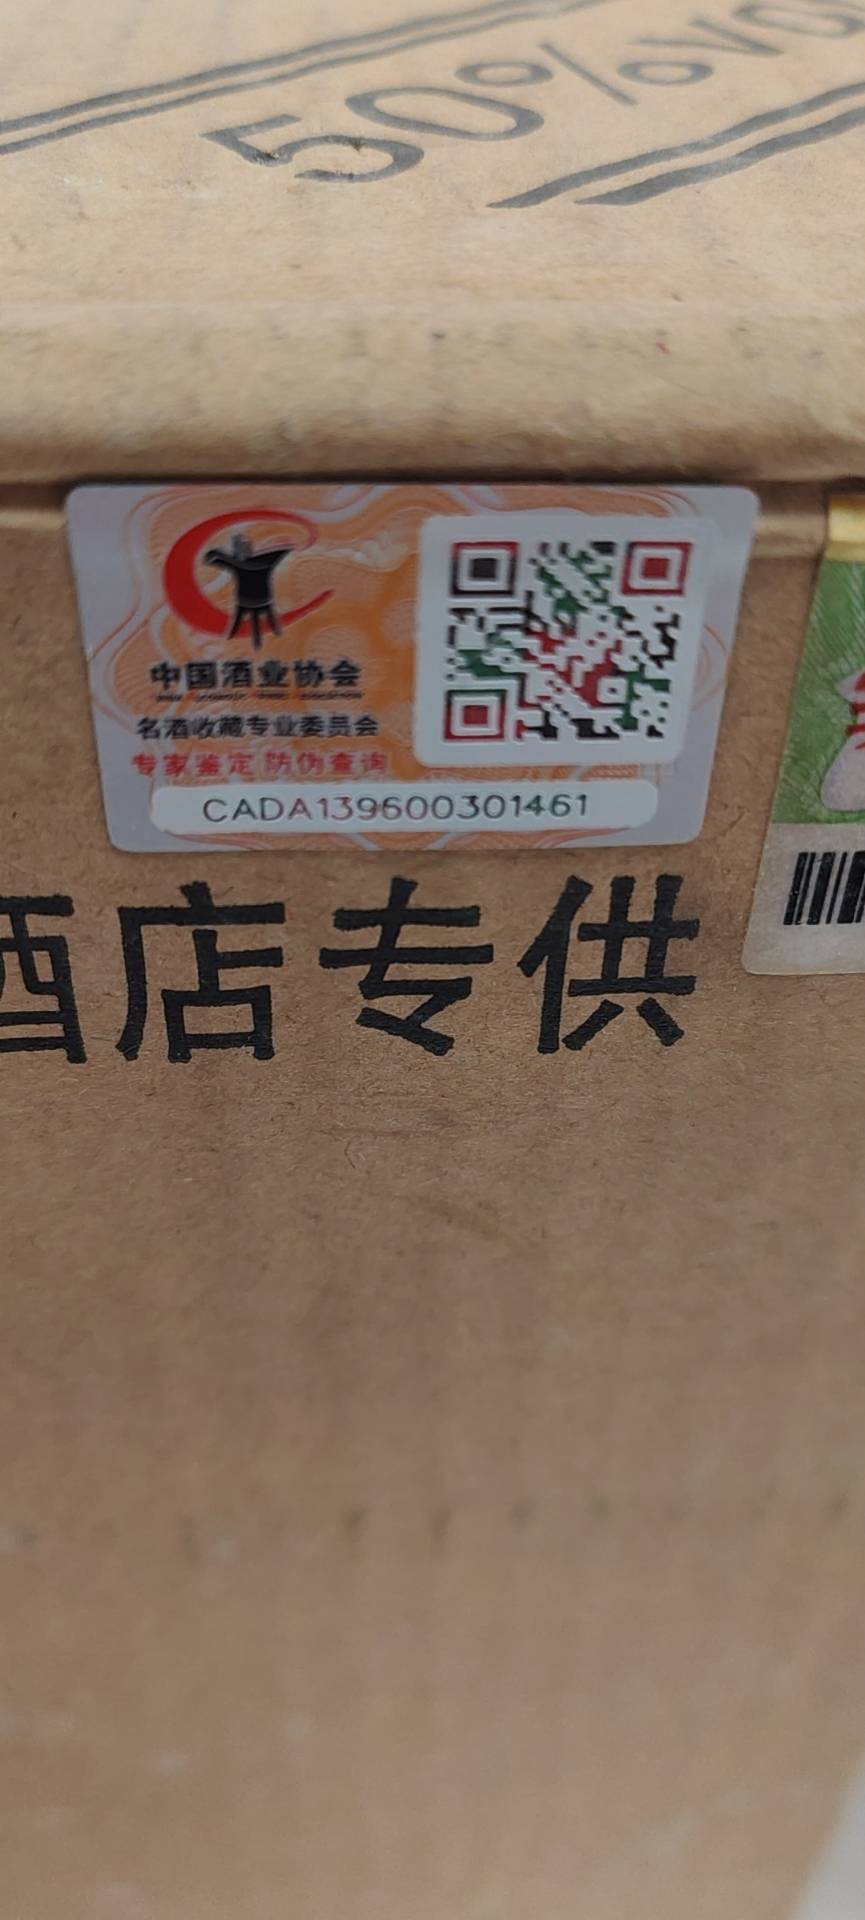 50%vo
中国酒业协会
名酒收藏专业委员会
专家鉴定 防伪查询
CADA139600301461
酒店专供